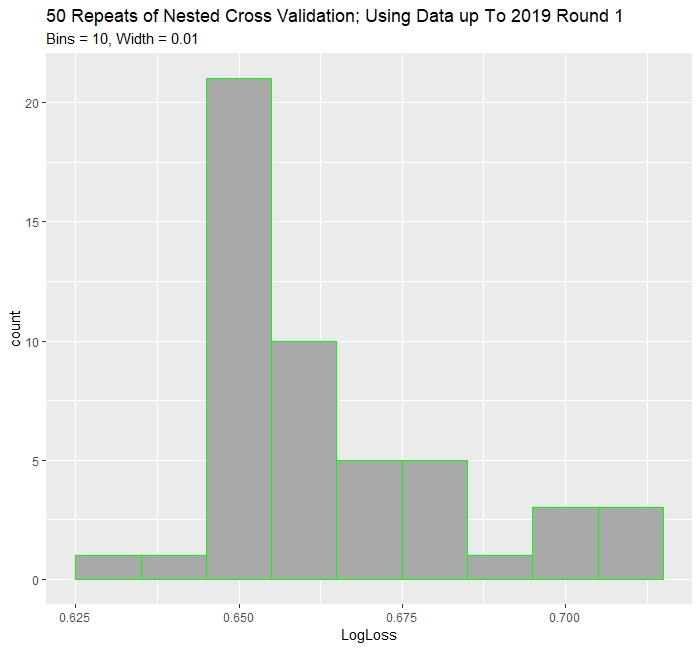 50 Repeats of Nested Cross Validation; Using Data up To 2019 Round 1
Bins = 10, Width = 0.01
20
15
10
5
0
count
0.625 0.650 0.675 0.700
LogLoss